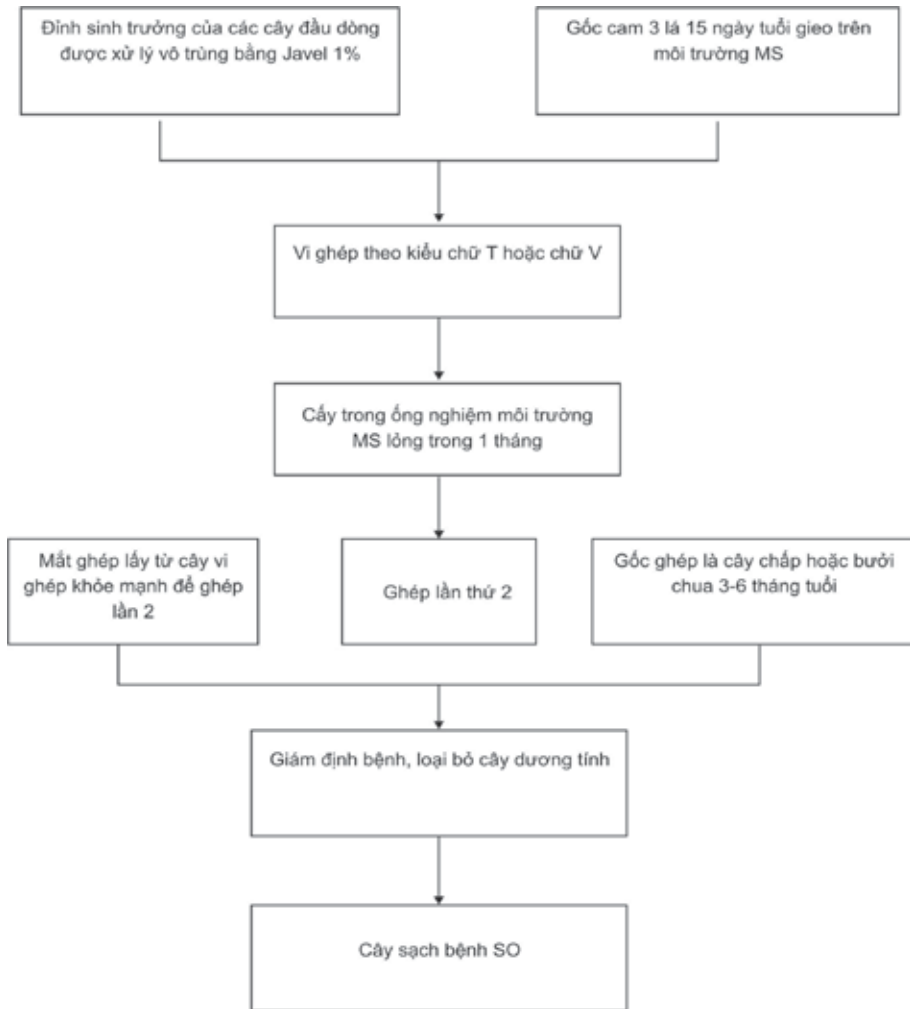 Đỉnh sinh trưởng của các cây đầu dòng
được xử lý vô trùng bằng Javel 1%
Gốc cam 3 lá 15 ngày tuổi gieo trên
môi trường MS
Vi ghép theo kiểu chữ T hoặc chữ V
Cấy trong ống nghiệm môi trường
MS lỏng trong 1 tháng
Mắt ghép lấy từ cây vi
ghép khỏe mạnh để ghép
lần 2
Ghép lần thứ 2
Gốc ghép là cây chấp hoặc bưởi
chua 3-6 tháng tuổi
Giám định bệnh, loại bỏ cây dương tính
Cây sạch bệnh SO